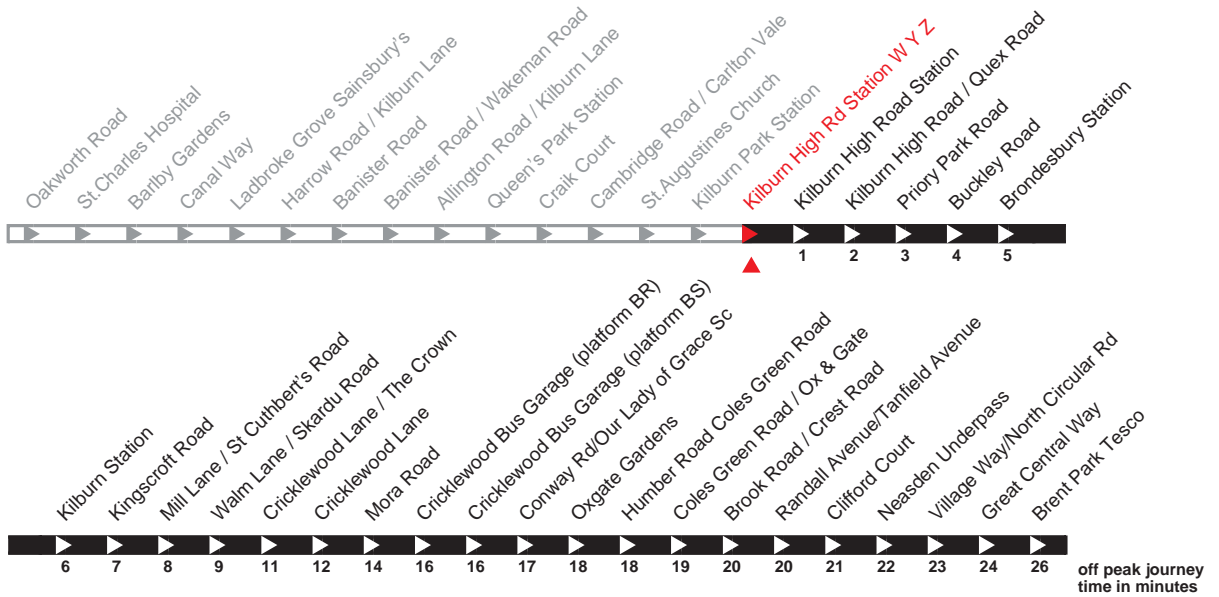 Oakworth Road
St.Charles Hospital
Barlby Gardens
Canal Way
Ladbroke Grove Sainsbury's
Harrow Road / Kilburn Lane
Banister Road
Banister Road / Wakeman Road
Allington Road / Kilburn Lane
Queen's Park Station
Craik Court
Cambridge Road / Carlton Vale
St.Augustines Church
Kilburn Park Station
Kilburn High Rd Station W Y Z
Kilburn High Road Station
Kilburn High Road / Quex Road
Priory Park Road
Buckley Road
Brondesbury Station
1 2 3 4 5
Kilburn Station
Kingscroft Road
Mill Lane / St Cuthbert's Road
Walm Lane / Skardu Road
Cricklewood Lane / The Crown
Cricklewood Lane
Mora Road
Cricklewood Bus Garage (platform BR)
Cricklewood Bus Garage (platform BS)
Conway Rd/Our Lady of Grace Sc
Oxgate Gardens
Humber Road Coles Green Road
Coles Green Road / Ox & Gate
Brook Road / Crest Road
Randall Avenue/Tanfield Avenue
Clifford Court
Neasden Underpass
Village Way/North Circular Rd
Great Central Way
Brent Park Tesco
6 7 8 9 11 12 14 16 16 17 18 18 19 20 20 21 22 23 24 26
off peak journey
time in minutes